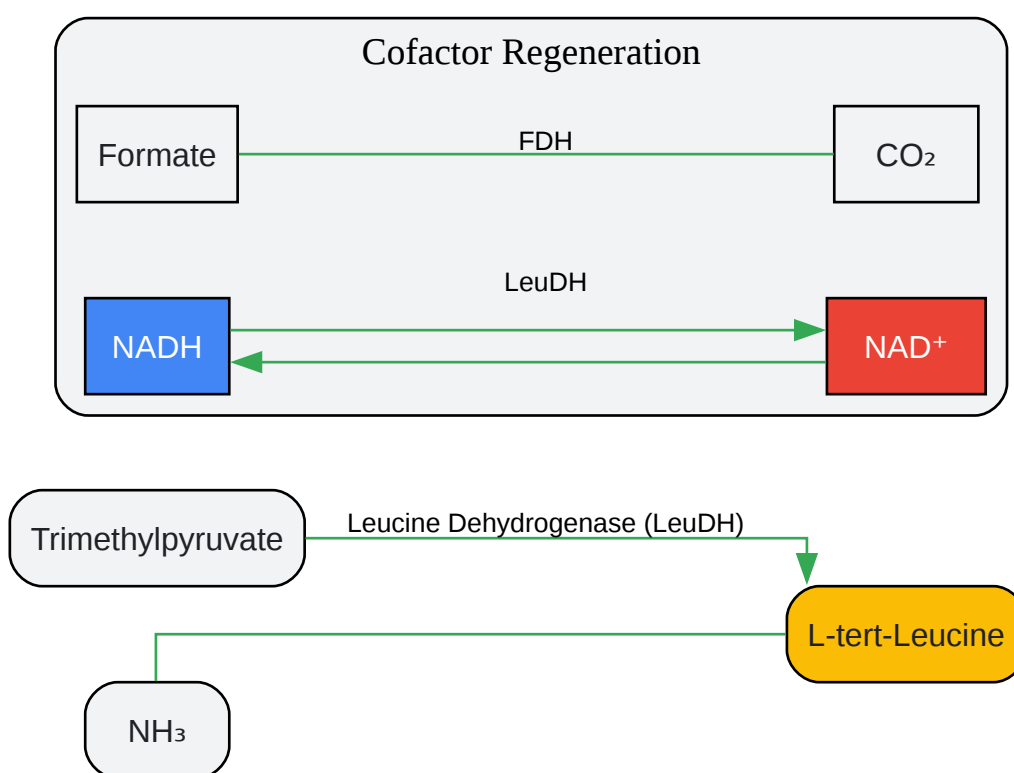 Cofactor Regeneration
FDH
Formate
CO₂
LeuDH
NADH
NAD⁺
Leucine Dehydrogenase (LeuDH)
Trimethylpyruvate
L-tert-Leucine
NH₃